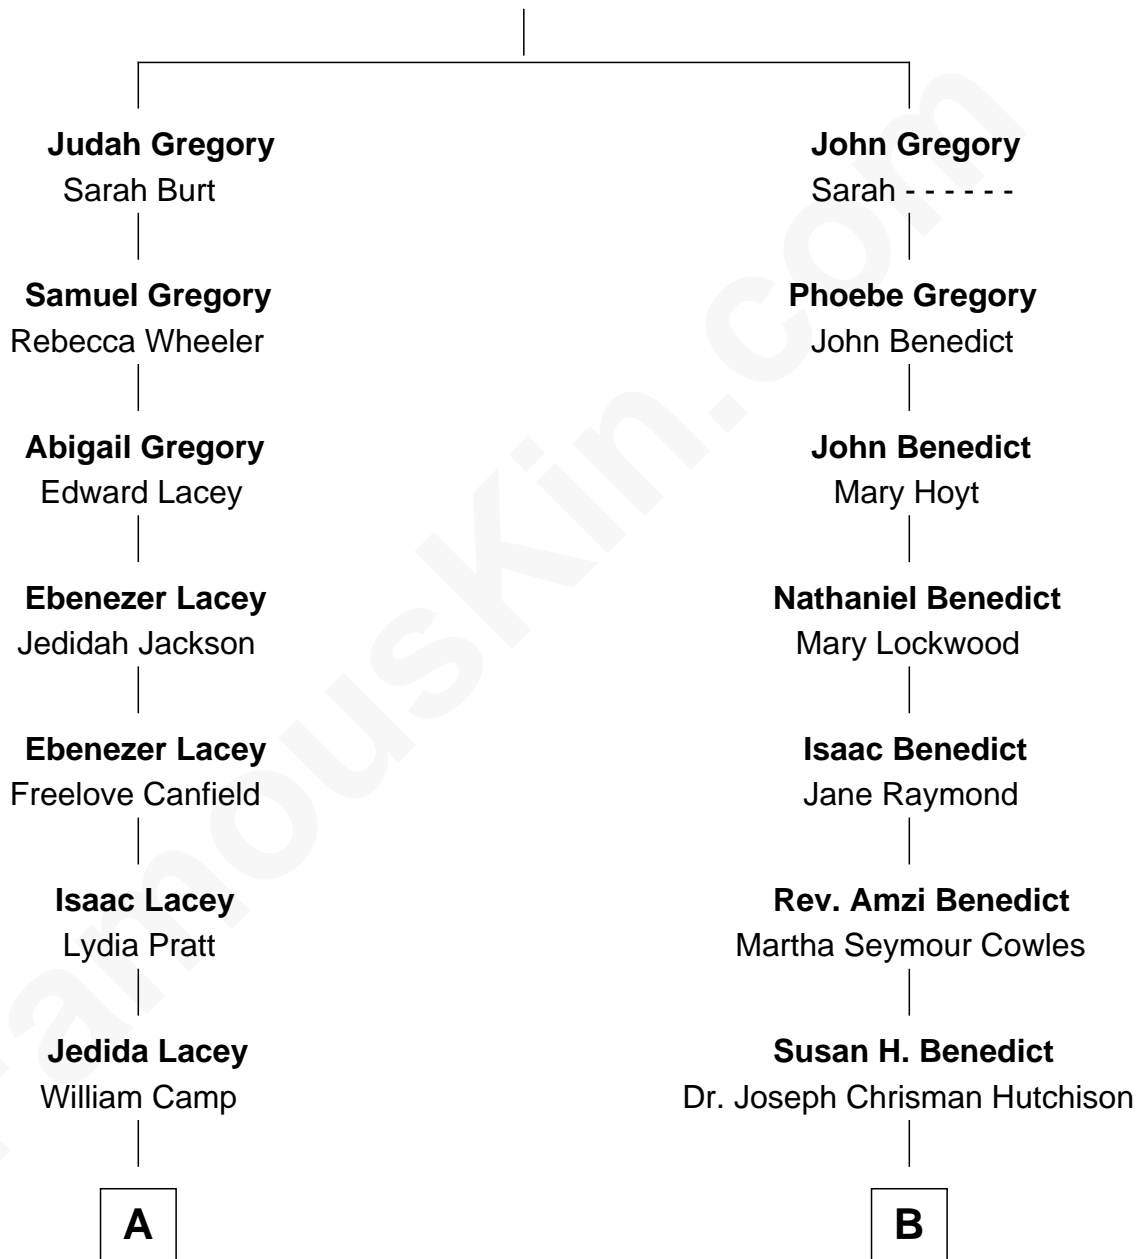 Judah Gregory
Sarah Burt
Samuel Gregory
Rebecca Wheeler
Abigail Gregory
Edward Lacey
Ebenezer Lacey
Jedidah Jackson
Ebenezer Lacey
Freelove Canfield
Isaac Lacey
Lydia Pratt
Jedida Lacey
William Camp
A
John Gregory
Sarah - - - - - -
Phoebe Gregory
John Benedict
John Benedict
Mary Hoyt
Nathaniel Benedict
Mary Lockwood
Isaac Benedict
Jane Raymond
Rev. Amzi Benedict
Martha Seymour Cowles
Susan H. Benedict
Dr. Joseph Chrisman Hutchison
B
FamousKin.com